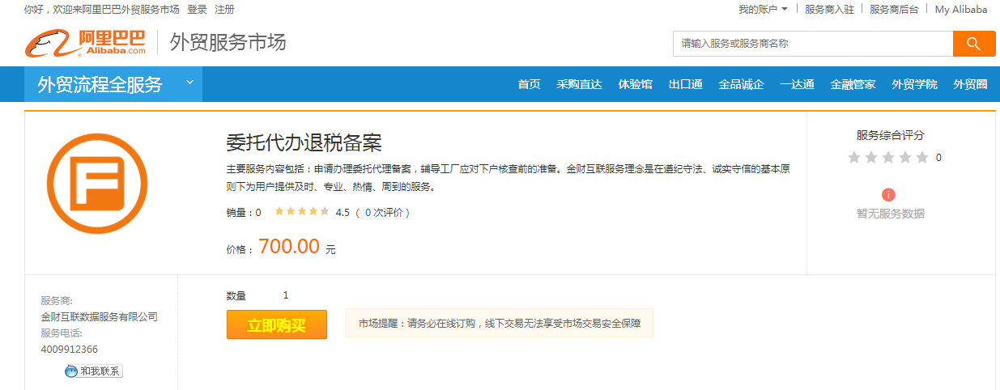 你好，欢迎来阿里巴巴外贸服务市场 登录 注册
我的账户 服务商入驻 服务商后台 My Alibaba
阿里巴巴
Alibaba.com
外贸服务市场
请输入服务或服务商名称
外贸流程全服务
首页 采购直达 体验馆 出口通 金品诚企 一达通 金融管家 外贸学院 外贸圈
委托代办退税备案
主要服务内容包括：申请办理委托代理备案，辅导工厂应对下户核查前的准备。金财互联服务理念是在遵纪守法、诚实守信的基本原
则下为用户提供及时、专业、热情、周到的服务。
销量：0 4.5 （ 0 次评价 ）
价格： 700.00 元
服务综合评分
0
暂无服务数据
服务商:
金财互联数据服务有限公司
服务电话:
4009912366
和我联系
数量 1
立即购买
市场提醒：请务必在线订购，线下交易无法享受市场交易安全保障